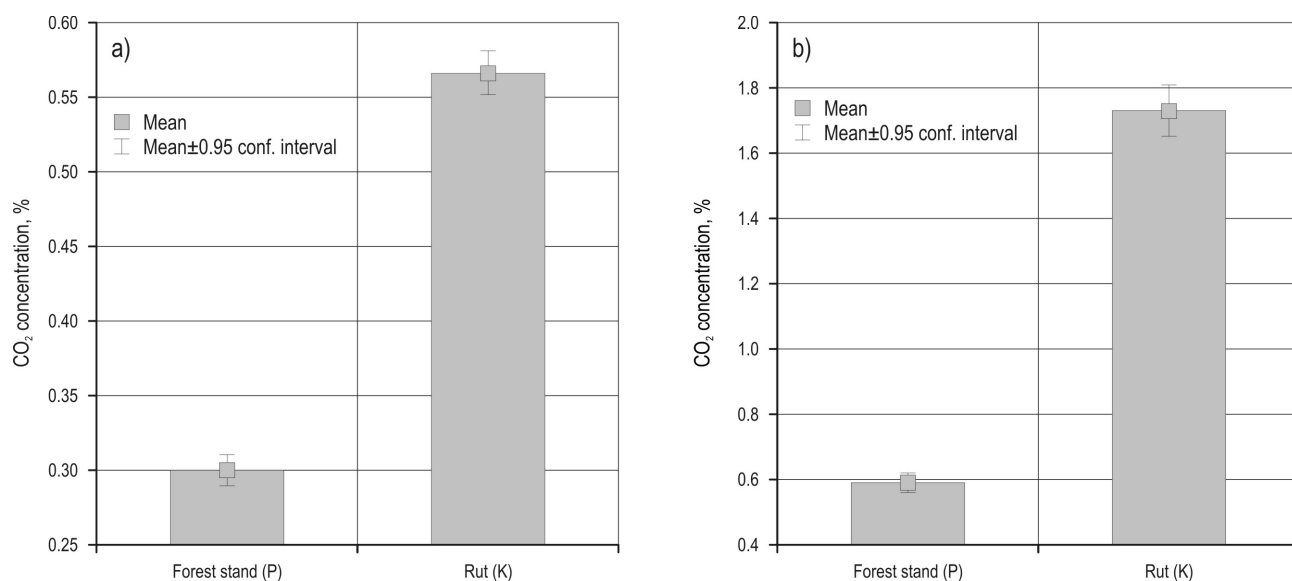 a)
Mean
Mean±0.95 conf. interval
CO₂ concentration, %
0.60
0.55
0.50
0.45
0.40
0.35
0.30
0.25
Forest stand (P)
Rut (K)
b)
Mean
Mean±0.95 conf. interval
CO₂ concentration, %
2.0
1.8
1.6
1.4
1.2
1.0
0.8
0.6
0.4
Forest stand (P)
Rut (K)